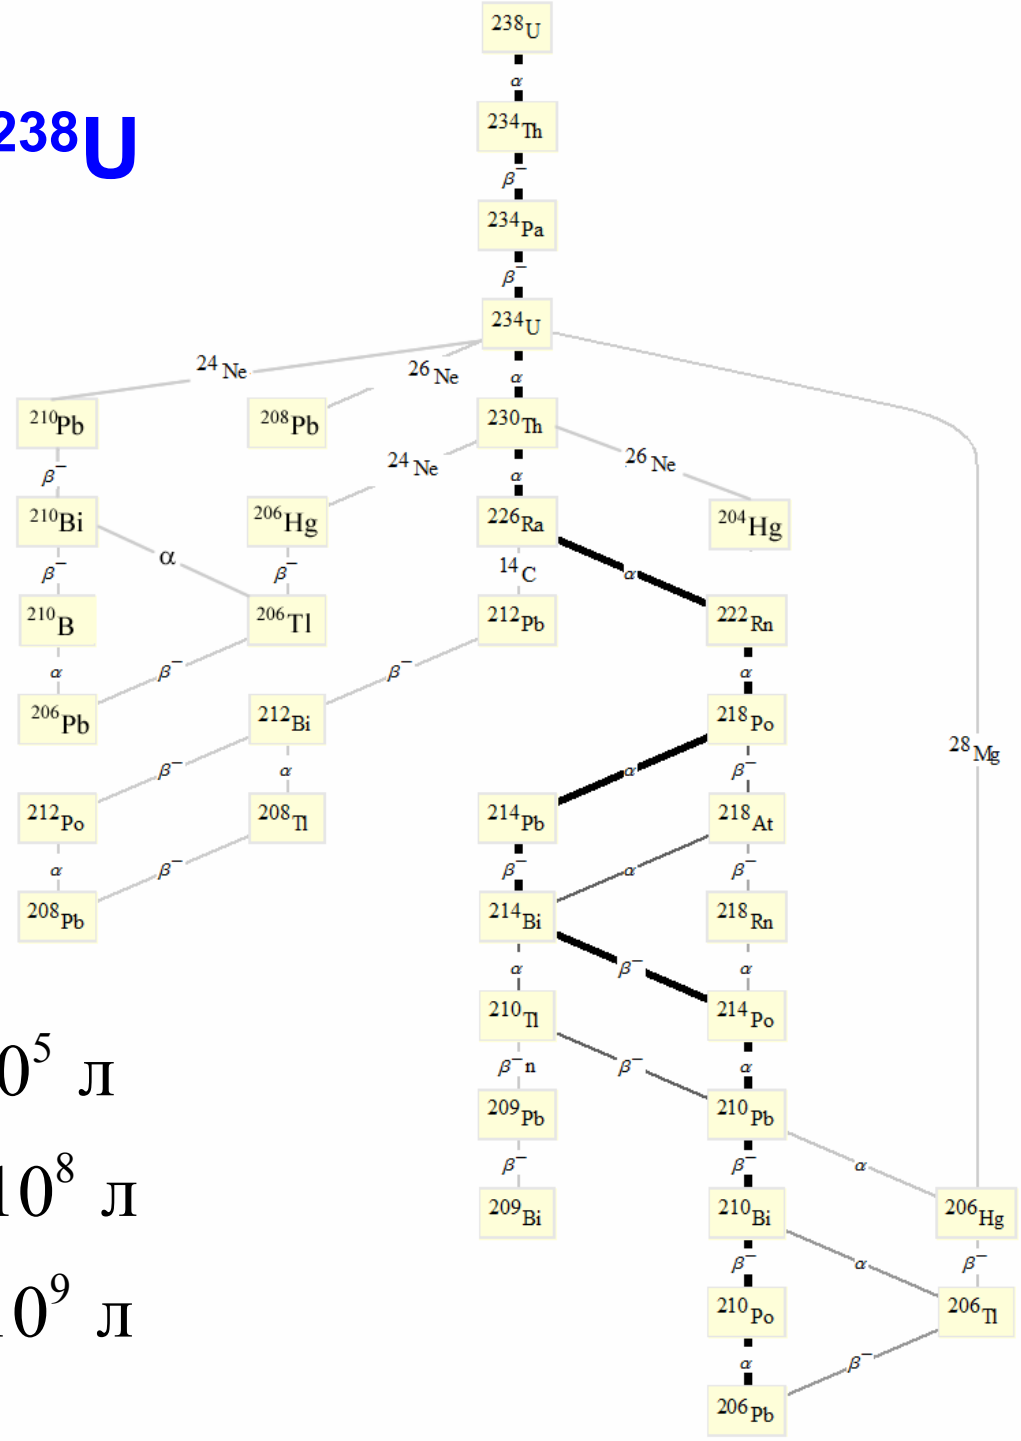 ²³⁸U
α
²³⁴Th
²³⁸U
β⁻
²³⁴Pa
β⁻
²³⁴U
²⁴Ne ²⁶Ne α
²¹⁰Pb ²⁰⁸Pb ²³⁰Th
β⁻ ²⁴Ne α ²⁶Ne
²¹⁰Bi ²⁰⁶Hg ²²⁶Ra ²⁰⁴Hg
α
β⁻ β⁻ ¹⁴C α
²¹⁰B ²⁰⁶Tl ²¹²Pb ²²²Rn
α β⁻ β⁻ α
²⁰⁶Pb ²¹²Bi ²¹⁸Po
²⁸Mg
β⁻ α α β⁻
²¹²Po ²⁰⁸Tl ²¹⁴Pb ²¹⁸At
α β⁻ β⁻ α β⁻
²⁰⁸Pb ²¹⁴Bi ²¹⁸Rn
α β⁻ α
²¹⁰Tl ²¹⁴Po
0⁵ л
β⁻n β⁻ α
²⁰⁹Pb ²¹⁰Pb
β⁻ β⁻ α
10⁸ л
²⁰⁹Bi ²¹⁰Bi ²⁰⁶Hg
β⁻ α β⁻
²¹⁰Po ²⁰⁶Tl
.0⁹ л
α β⁻
²⁰⁶Pb